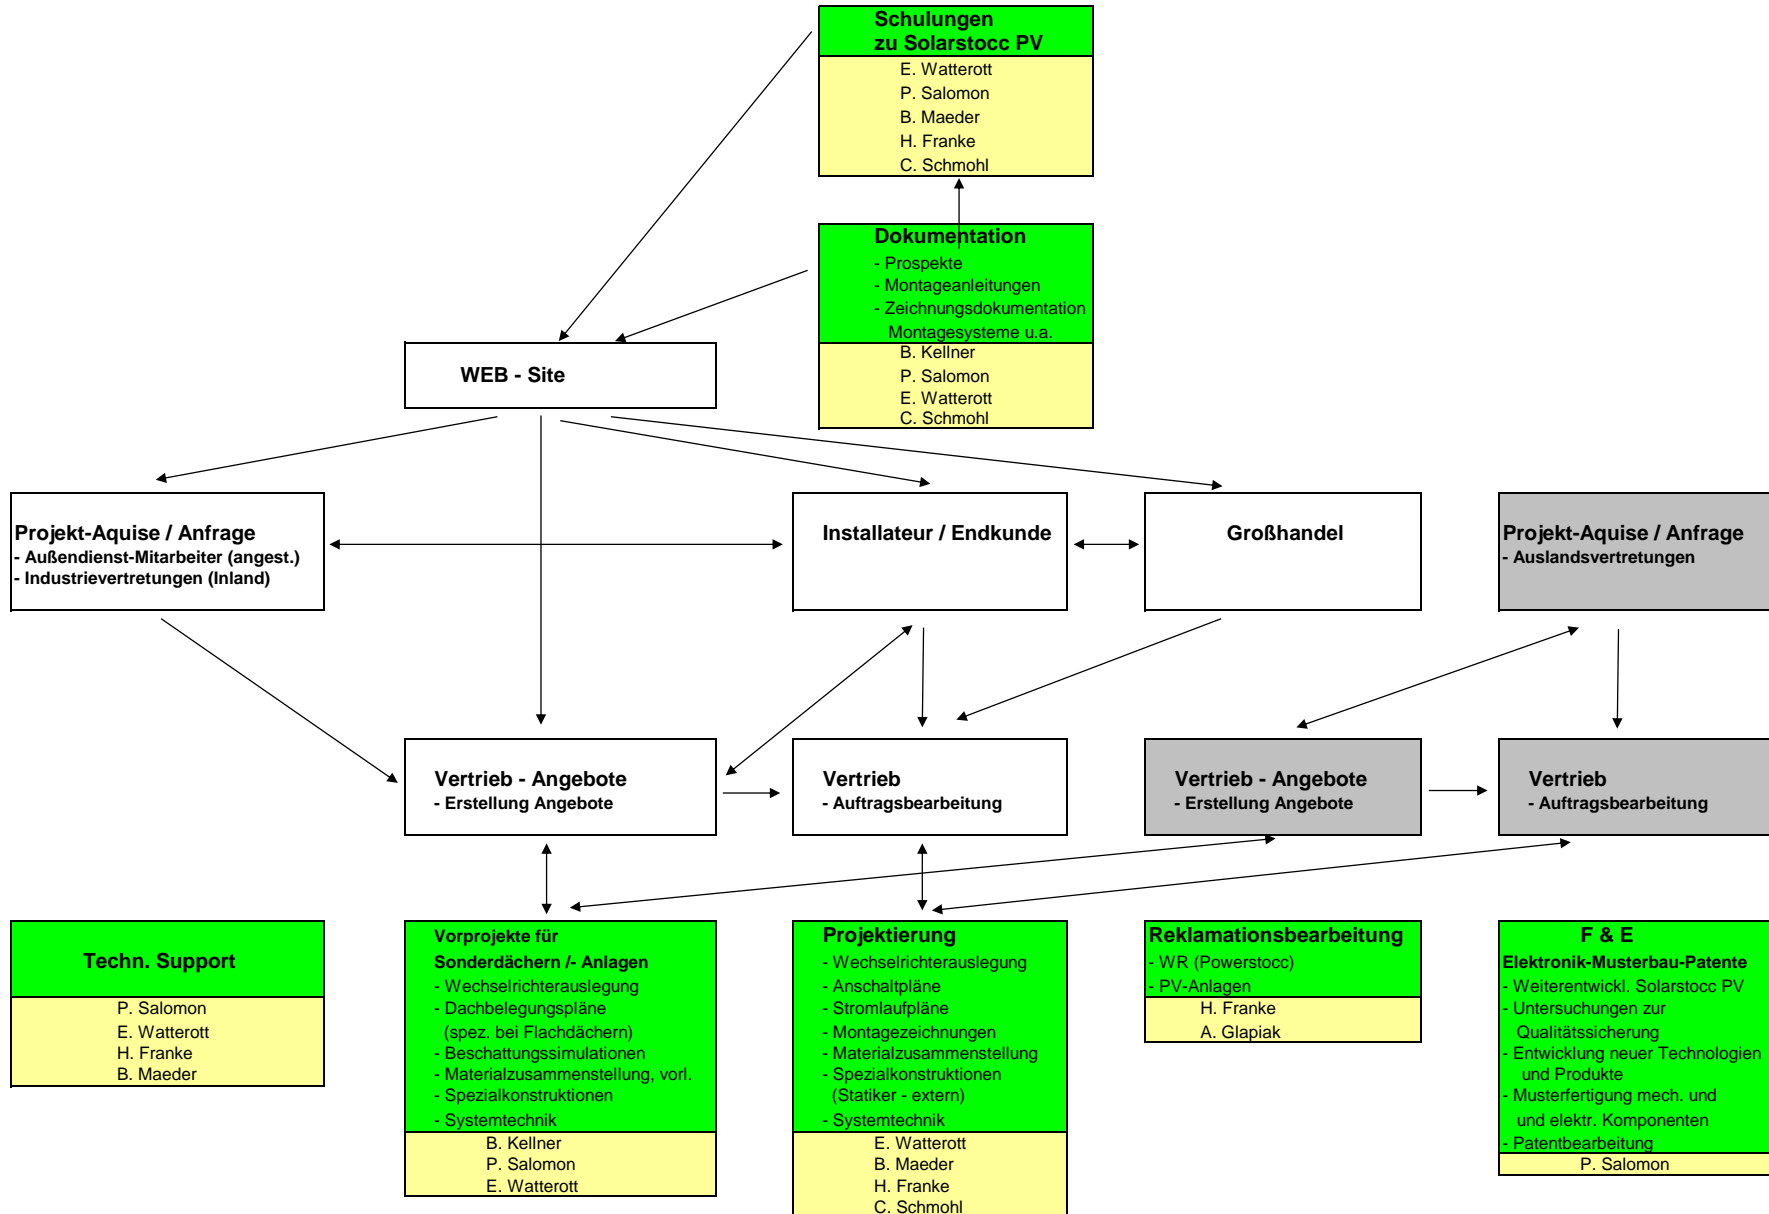 Schulungen
zu Solarstocc PV
E. Watterott
P. Salomon
B. Maeder
H. Franke
C. Schmohl
Dokumentation
- Prospekte
- Montageanleitungen
- Zeichnungsdokumentation
Montagesysteme u.a.
B. Kellner
P. Salomon
E. Watterott
C. Schmohl
WEB - Site
Projekt-Aquise / Anfrage
- Außendienst-Mitarbeiter (angest.)
- Industrievertretungen (Inland)
Installateur / Endkunde
Großhandel
Projekt-Aquise / Anfrage
- Auslandsvertretungen
Vertrieb - Angebote
- Erstellung Angebote
Vertrieb
- Auftragsbearbeitung
Vertrieb - Angebote
- Erstellung Angebote
Vertrieb
- Auftragsbearbeitung
Techn. Support
P. Salomon
E. Watterott
H. Franke
B. Maeder
Vorprojekte für
Sonderdächern /- Anlagen
- Wechselrichterauslegung
- Dachbelegungspläne
(spez. bei Flachdächern)
- Beschattungssimulationen
- Materialzusammenstellung, vorl.
- Spezialkonstruktionen
- Systemtechnik
B. Kellner
P. Salomon
E. Watterott
Projektierung
- Wechselrichterauslegung
- Anschaltpläne
- Stromlaufpläne
- Montagezeichnungen
- Materialzusammenstellung
- Spezialkonstruktionen
(Statiker - extern)
- Systemtechnik
E. Watterott
B. Maeder
H. Franke
C. Schmohl
Reklamationsbearbeitung
- WR (Powerstocc)
- PV-Anlagen
H. Franke
A. Glapiak
F & E
Elektronik-Musterbau-Patente
- Weiterentwickl. Solarstocc PV
- Untersuchungen zur
Qualitätssicherung
- Entwicklung neuer Technologien
und Produkte
- Musterfertigung mech. und
und elektr. Komponenten
- Patentbearbeitung
P. Salomon